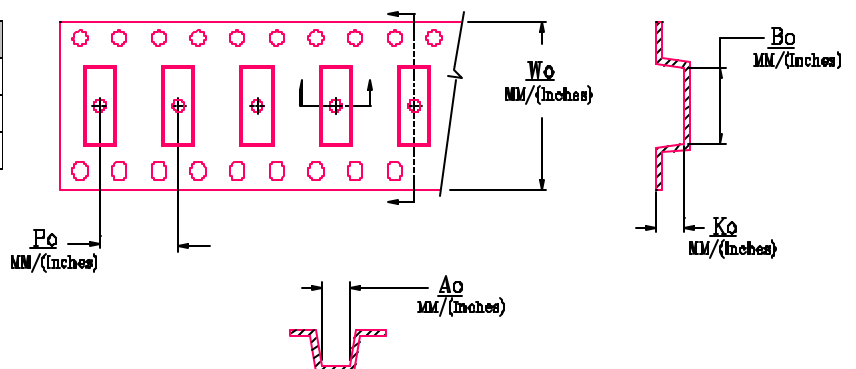 Wo
MM/(Inches)
Bo
MM/(Inches)
Po
MM/(Inches)
Ko
MM/(Inches)
Ao
MM/(Inches)